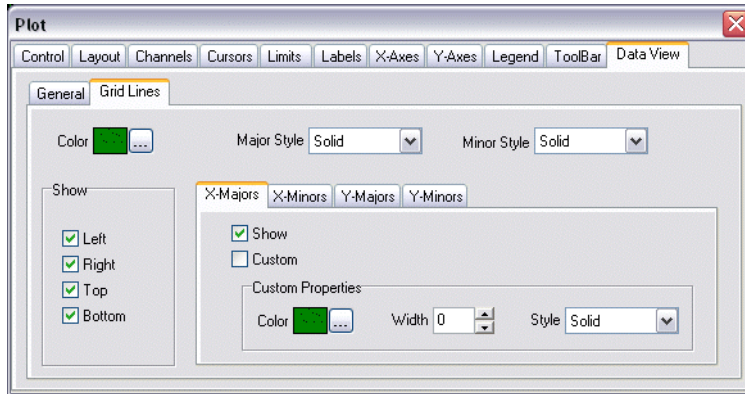 Plot
Control Layout Channels Cursors Limits Labels X-Axes Y-Axes Legend ToolBar Data View
General Grid Lines
Color ... Major Style Solid Minor Style Solid
Show
Left
Right
Top
Bottom
X-Majors X-Minors Y-Majors Y-Minors
Show
Custom
Custom Properties
Color ... Width 0 Style Solid